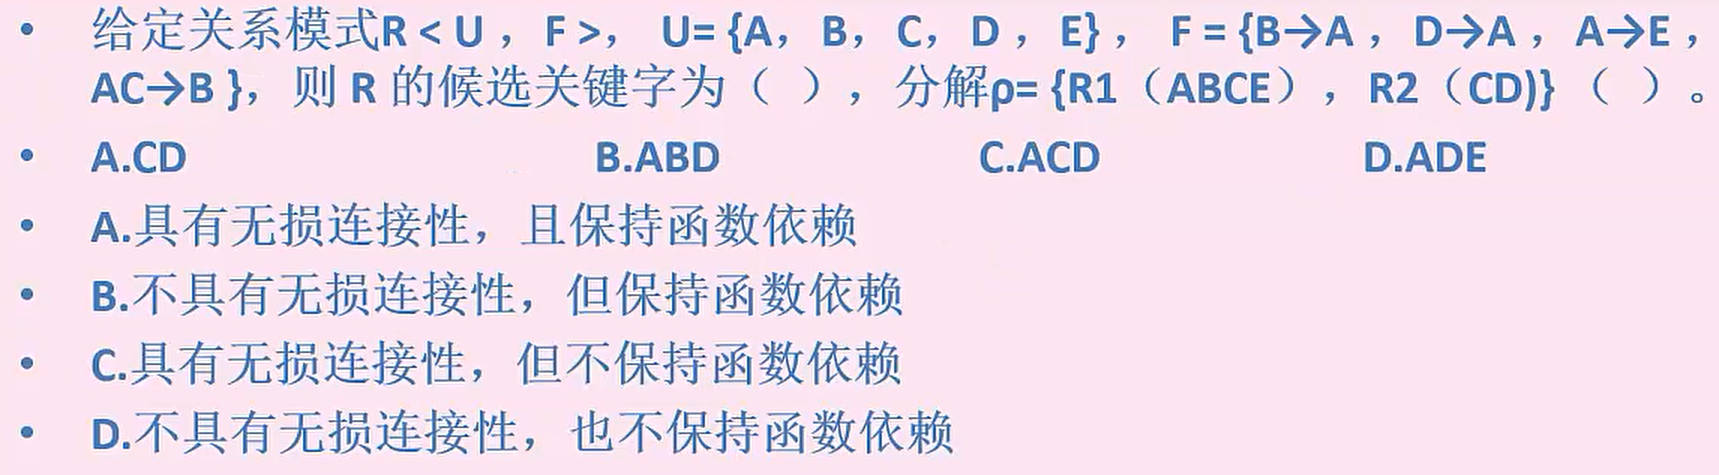 • 给定关系模式R < U ，F >， U= {A，B，C，D ，E} ， F = {B→A ，D→A ，A→E ，
AC→B }，则 R 的候选关键字为（ ），分解ρ= {R1（ABCE），R2（CD)}（ ）。
• A.CD B.ABD C.ACD D.ADE
• A.具有无损连接性，且保持函数依赖
• B.不具有无损连接性，但保持函数依赖
• C.具有无损连接性，但不保持函数依赖
• D.不具有无损连接性，也不保持函数依赖